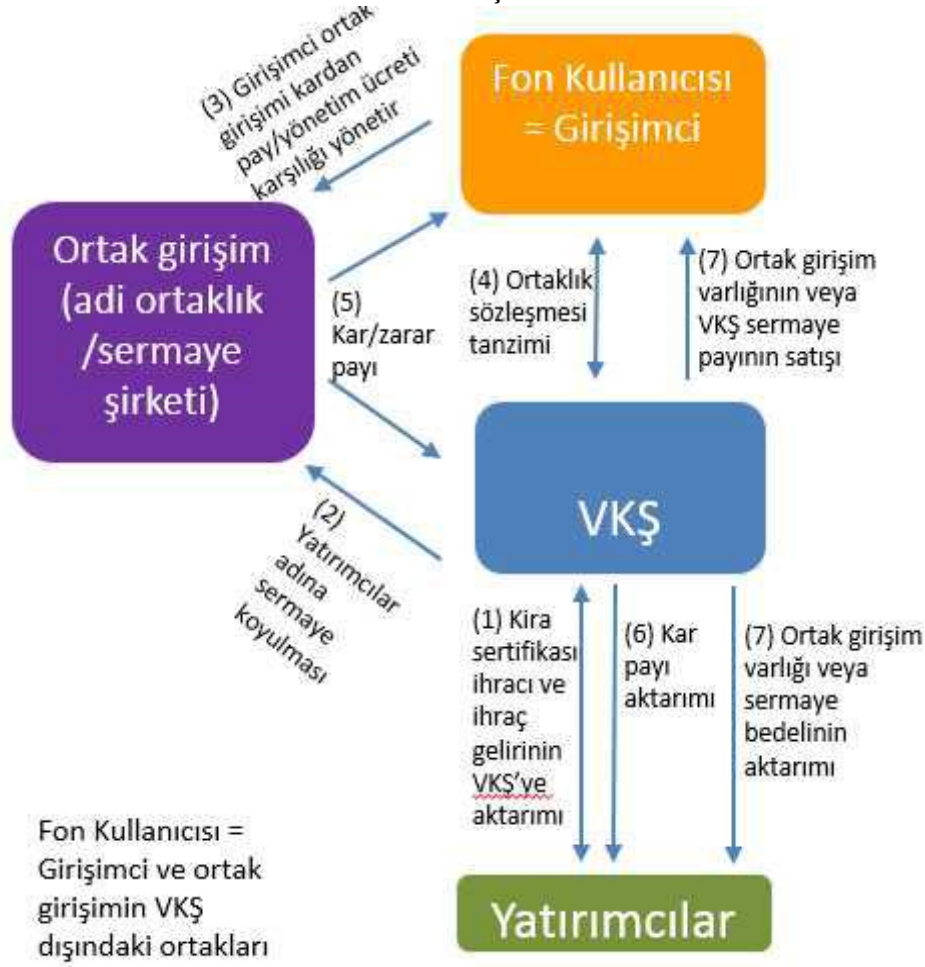 (3) Girişimci ortak
girişimi kardan
pay/yönetim ücreti
karşılığı yönetir
Fon Kullanıcısı
= Girişimci
Ortak girişim
(adi ortaklık
/sermaye
şirketi)
(5)
Kar/zarar
payı
(4) Ortaklık
sözleşmesi
tanzimi
(7) Ortak girişim
varlığının veya
VKŞ sermaye
payının satışı
VKŞ
(2)
Yatırımcılar
adına
sermaye
koyulması
(1) Kira
sertifikası
ihracı ve
ihraç
gelirinin
VKŞ'ye
aktarımı
(6) Kar
payı
aktarımı
(7) Ortak girişim
varlığı veya
sermaye
bedelinin
aktarımı
Fon Kullanıcısı =
Girişimci ve ortak
girişimin VKŞ
dışındaki ortakları
Yatırımcılar